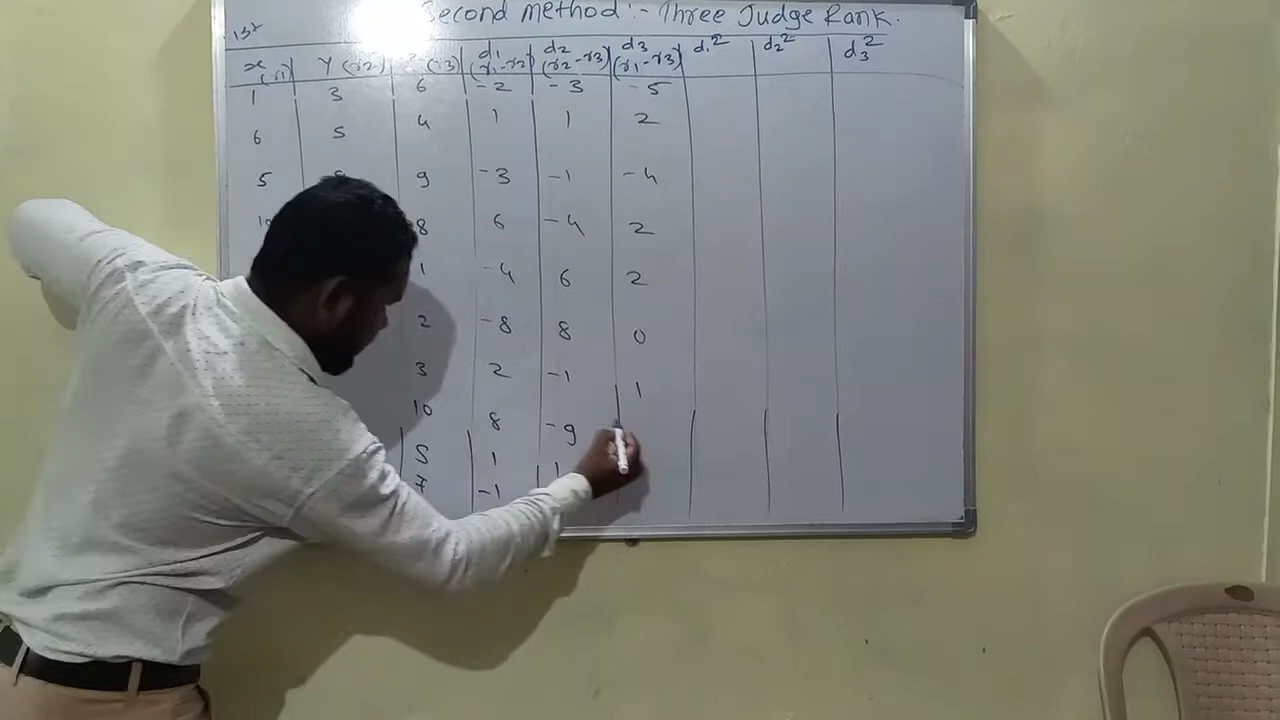 Second method :- Three Judge Rank.
1st
x (r1) Y (r2) (r3) d1 (r1-r2) d2 (r2-r3) d3 (r1-r3) d1² d2² d3²
1 3 6 -2 -3 -5
6 5 4 1 1 2
5 9 -3 -1 -4
8 6 -4 2
1 -4 6 2
2 -8 8 0
3 2 -1 1
10 8 -9
5 1 1
7 -1